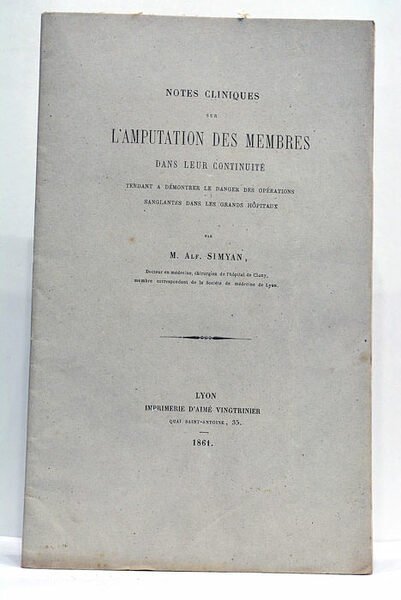 NOTES CLINIQUES
SUR
L'AMPUTATION DES MEMBRES
DANS LEUR CONTINUITÉ
TENDANT A DÉMONTRER LE DANGER DES OPÉRATIONS
SANGLANTES DANS LES GRANDS HÔPITAUX
PAR
M. ALF. SIMYAN,
Docteur en médecine, chirurgien de l'hôpital de Cluny,
membre correspondant de la Société de médecine de Lyon.
LYON
IMPRIMERIE D'AIMÉ VINGTRINIER
QUAI SAINT-ANTOINE, 35.
1861.